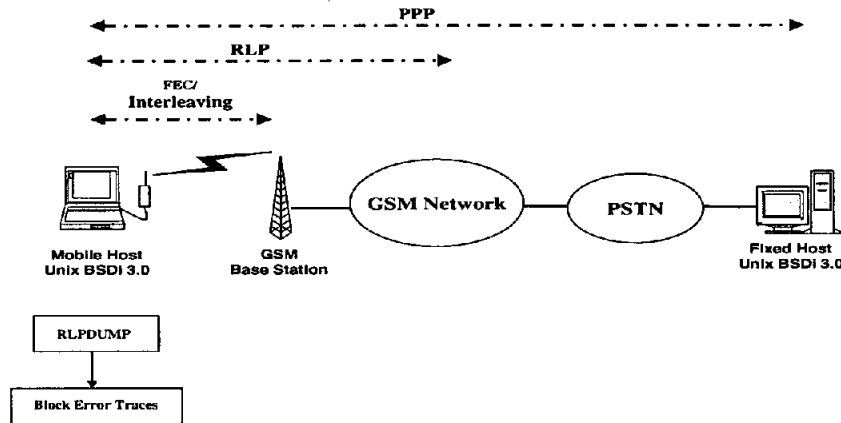 PPP
RLP
FEC/
Interleaving
GSM Network
PSTN
Mobile Host
Unix BSDi 3.0
GSM
Base Station
Fixed Host
Unix BSDi 3.0
RLPDUMP
Block Error Traces